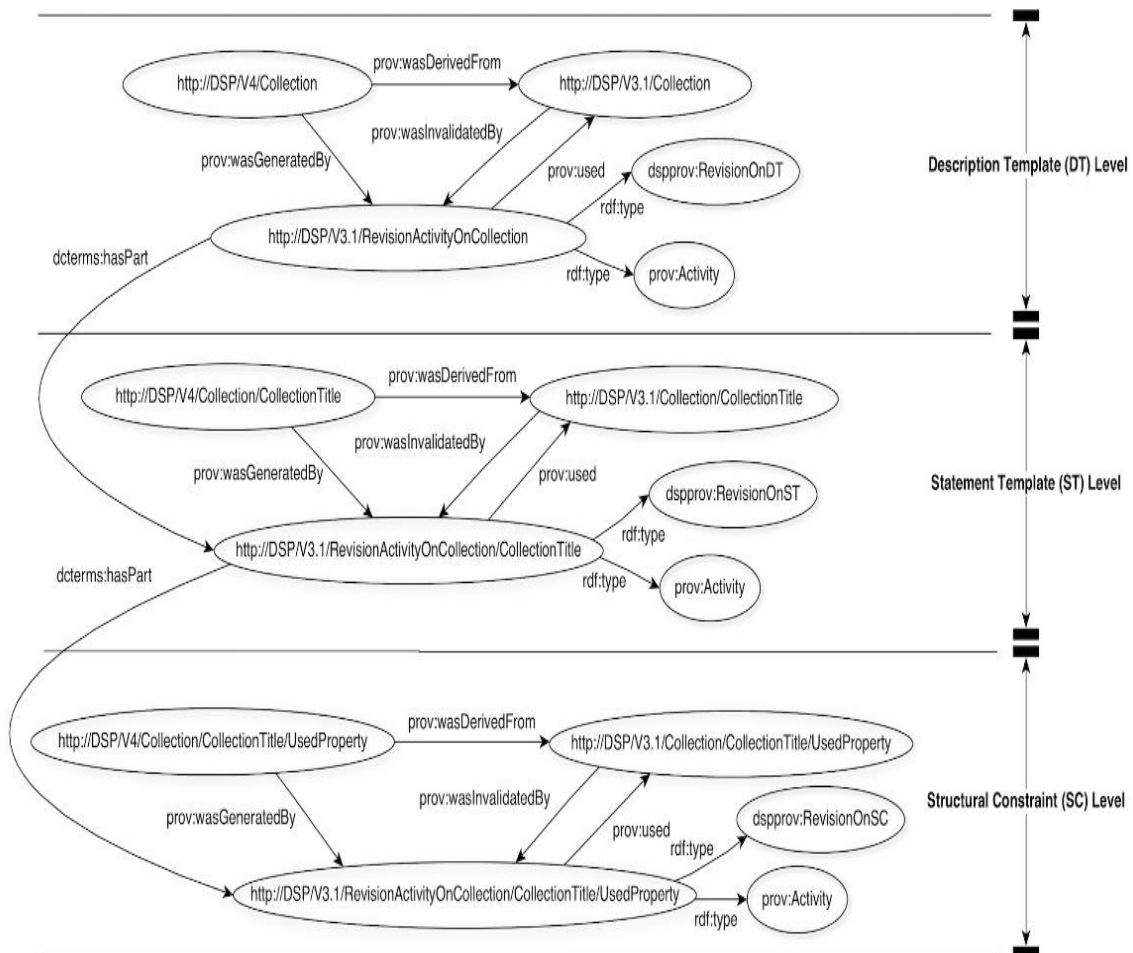 http://DSP/V4/Collection
prov:wasDerivedFrom
http://DSP/V3.1/Collection
prov:wasInvalidatedBy
prov:wasGeneratedBy
prov:used
dspprov:RevisionOnDT
rdf:type
Description Template (DT) Level
http://DSP/V3.1/RevisionActivityOnCollection
dcterms:hasPart
rdf:type
prov:Activity
http://DSP/V4/Collection/CollectionTitle
prov:wasDerivedFrom
http://DSP/V3.1/Collection/CollectionTitle
prov:wasInvalidatedBy
prov:wasGeneratedBy
prov:used
dspprov:RevisionOnST
rdf:type
Statement Template (ST) Level
http://DSP/V3.1/RevisionActivityOnCollection/CollectionTitle
dcterms:hasPart
rdf:type
prov:Activity
http://DSP/V4/Collection/CollectionTitle/UsedProperty
prov:wasDerivedFrom
http://DSP/V3.1/Collection/CollectionTitle/UsedProperty
prov:wasInvalidatedBy
prov:wasGeneratedBy
prov:used
dspprov:RevisionOnSC
rdf:type
Structural Constraint (SC) Level
http://DSP/V3.1/RevisionActivityOnCollection/CollectionTitle/UsedProperty
rdf:type
prov:Activity